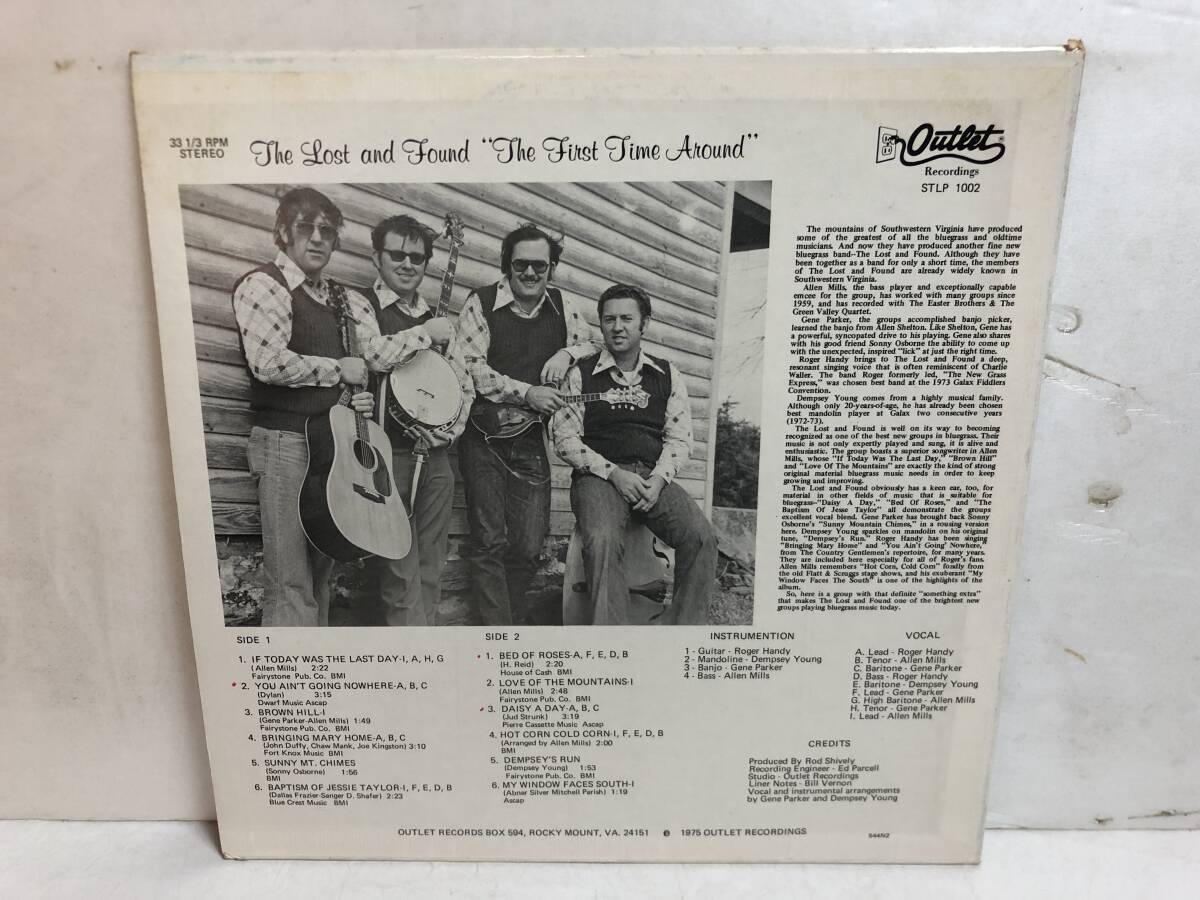 33 1/3 RPM
STEREO
The Lost and Found "The First Time Around"
Outlet
Recordings
STLP 1002
The mountains of Southwestern Virginia have produced
some of the greatest of all the bluegrass and oldtime
musicians. And now they have produced another fine new
bluegrass band--The Lost and Found. Although they have
been together as a band for only a short time, the members
of The Lost and Found are already widely known in
Southwestern Virginia.
Allen Mills, the bass player and exceptionally capable
emcee for the group, has worked with many groups since
1959, and has recorded with The Easter Brothers & The
Green Valley Quartet.
Gene Parker, the groups accomplished banjo picker,
learned the banjo from Allen Shelton. Like Shelton, Gene has
a powerful, syncopated drive to his playing. Gene also shares
with his good friend Sonny Osborne the ability to come up
with the unexpected, inspired "lick" at just the right time.
Roger Handy brings to The Lost and Found a deep,
resonant singing voice that is often reminiscent of Charlie
Waller. The band Roger formerly led, "The New Grass
Express," was chosen best band at the 1973 Galax Fiddlers
Convention.
Dempsey Young comes from a highly musical family.
Although only 20-years-of-age, he has already been chosen
best mandolin player at Galax two consecutive years
(1972-73).
The Lost and Found is well on its way to becoming
recognized as one of the best new groups in bluegrass. Their
music is not only expertly played and sung, it is alive and
enthusiastic. The group boasts a superior songwriter in Allen
Mills, whose "If Today Was The Last Day," "Brown Hill"
and "Love Of The Mountains" are exactly the kind of strong
original material bluegrass music needs in order to keep
growing and improving.
The Lost and Found obviously has a keen ear, too, for
material in other fields of music that is suitable for
bluegrass--"Daisy A Day," "Bed Of Roses," and "The
Baptism Of Jesse Taylor" all demonstrate the groups
excellent vocal blend. Gene Parker has brought back Sonny
Osborne's "Sunny Mountain Chimes," in a rousing version
here. Dempsey Young sparkles on mandolin on his original
tune, "Dempsey's Run." Roger Handy has been singing
"Bringing Mary Home" and "You Ain't Going' Nowhere,"
from The Country Gentlemen's repertoire, for many years.
They are included here especially for all of Roger's fans.
Allen Mills remembers "Hot Corn, Cold Corn" fondly from
the old Flatt & Scruggs stage shows, and his exuberant "My
Window Faces The South" is one of the highlights of the
album.
So, here is a group with that definite "something extra"
that makes The Lost and Found one of the brightest new
groups playing bluegrass music today.
SIDE 1
1. IF TODAY WAS THE LAST DAY-I, A, H, G
(Allen Mills) 2:22
Fairystone Pub. Co. BMI
2. YOU AIN'T GOING NOWHERE-A, B, C
(Dylan) 3:15
Dwarf Music Ascap
3. BROWN HILL-I
(Gene Parker-Allen Mills) 1:49
Fairystone Pub. Co. BMI
4. BRINGING MARY HOME-A, B, C
(John Duffy, Chaw Mank, Joe Kingston) 3:10
Fort Knox Music BMI
5. SUNNY MT. CHIMES
(Sonny Osborne) 1:56
BMI
6. BAPTISM OF JESSIE TAYLOR-I, F, E, D, B
(Dallas Frazier-Sanger D. Shafer) 2:23
Blue Crest Music BMI
SIDE 2
1. BED OF ROSES-A, F, E, D, B
(H. Reid) 2:20
House of Cash BMI
2. LOVE OF THE MOUNTAINS-I
(Allen Mills) 2:48
Fairystone Pub. Co. BMI
3. DAISY A DAY-A, B, C
(Jud Strunk) 3:19
Pierre Cassette Music Ascap
4. HOT CORN COLD CORN-I, F, E, D, B
(Arranged by Allen Mills) 2:00
BMI
5. DEMPSEY'S RUN
(Dempsey Young) 1:53
Fairystone Pub. Co. BMI
6. MY WINDOW FACES SOUTH-I
(Abner Silver Mitchell Parish) 1:19
Ascap
INSTRUMENTION
1 - Guitar - Roger Handy
2 - Mandoline - Dempsey Young
3 - Banjo - Gene Parker
4 - Bass - Allen Mills
VOCAL
A. Lead - Roger Handy
B. Tenor - Allen Mills
C. Baritone - Gene Parker
D. Bass - Roger Handy
E. Baritone - Dempsey Young
F. Lead - Gene Parker
G. High Baritone - Allen Mills
H. Tenor - Gene Parker
I. Lead - Allen Mills
CREDITS
Produced By Rod Shively
Recording Engineer - Ed Parcell
Studio - Outlet Recordings
Liner Notes - Bill Vernon
Vocal and instrumental arrangements
by Gene Parker and Dempsey Young
OUTLET RECORDS BOX 594, ROCKY MOUNT, VA. 24151 ℗ 1975 OUTLET RECORDINGS
544N2